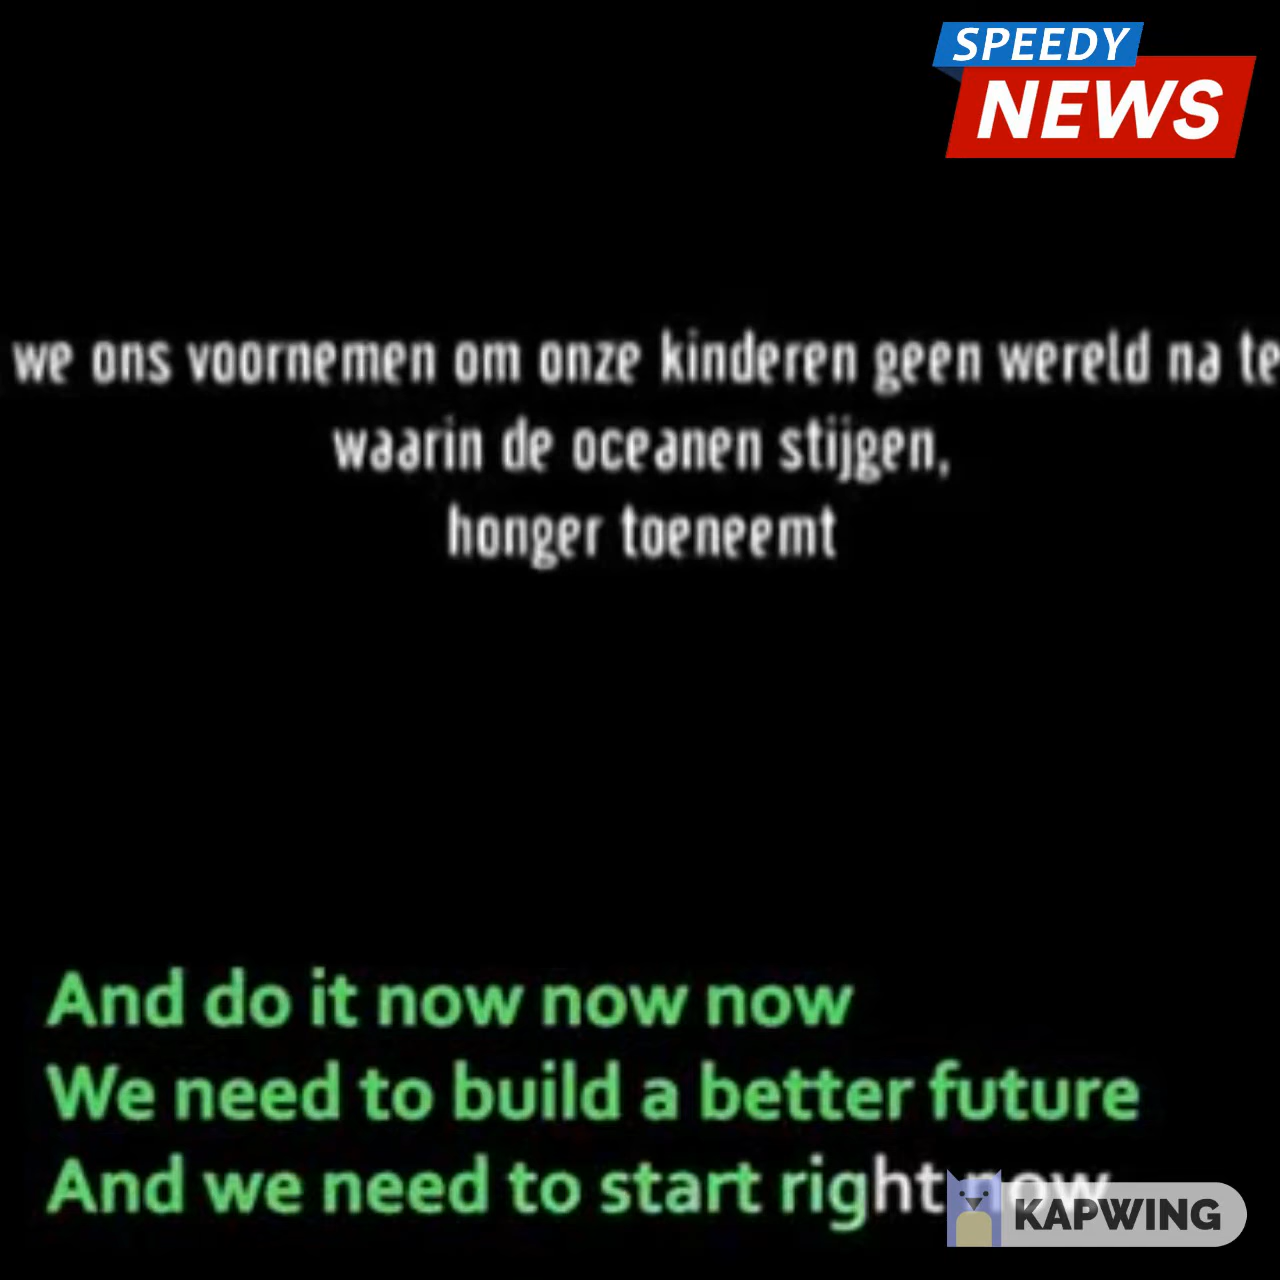 SPEEDY
NEWS
we ons voornemen om onze kinderen geen wereld na te
waarin de oceanen stijgen,
honger toeneemt
And do it now now now
We need to build a better future
And we need to start right now
KAPWING